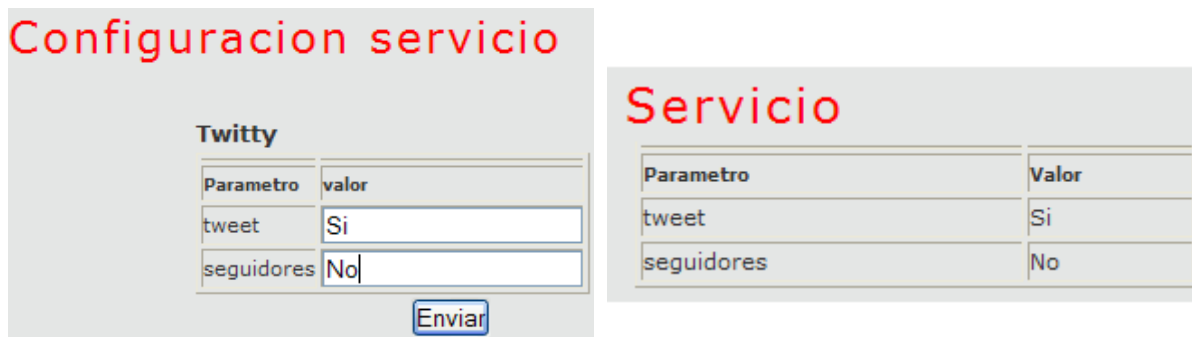 Configuracion servicio
Twitty
Parametro valor
tweet Si
seguidores No
Enviar
Servicio
Parametro Valor
tweet Si
seguidores No